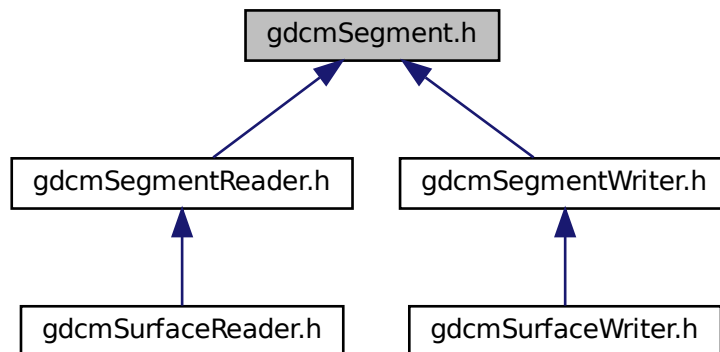 gdcmSegment.h
gdcmSegmentReader.h
gdcmSegmentWriter.h
gdcmSurfaceReader.h
gdcmSurfaceWriter.h